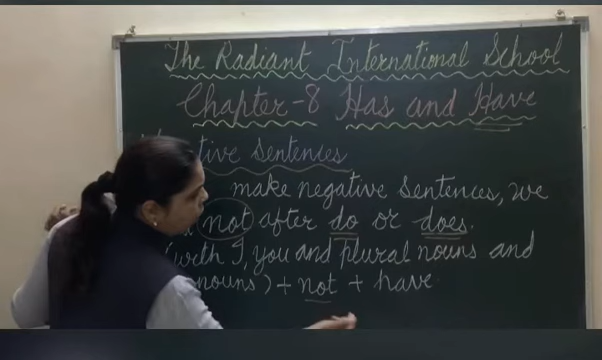 The Radiant International School
Chapter-8 Has and Have
tive Sentences
make negative Sentences, we
not after do or does.
(with I, you and plural nouns and
nouns) + not + have